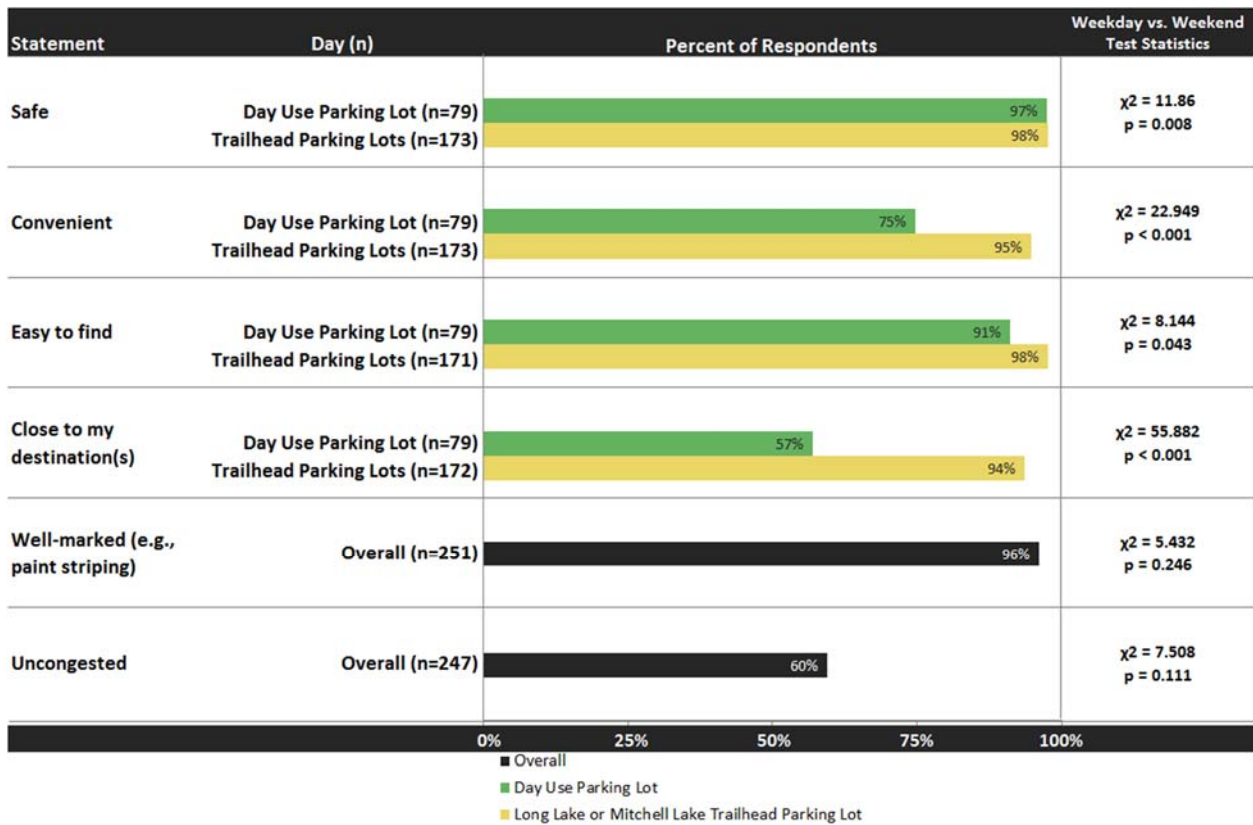 Statement Day (n) Percent of Respondents Weekday vs. Weekend
Test Statistics
Safe
Day Use Parking Lot (n=79) 97%
Trailhead Parking Lots (n=173) 98%
χ2 = 11.86
p = 0.008
Convenient
Day Use Parking Lot (n=79) 75%
Trailhead Parking Lots (n=173) 95%
χ2 = 22.949
p < 0.001
Easy to find
Day Use Parking Lot (n=79) 91%
Trailhead Parking Lots (n=171) 98%
χ2 = 8.144
p = 0.043
Close to my
destination(s)
Day Use Parking Lot (n=79) 57%
Trailhead Parking Lots (n=172) 94%
χ2 = 55.882
p < 0.001
Well-marked (e.g.,
paint striping)
Overall (n=251) 96%
χ2 = 5.432
p = 0.246
Uncongested
Overall (n=247) 60%
χ2 = 7.508
p = 0.111
0% 25% 50% 75% 100%
Overall
Day Use Parking Lot
Long Lake or Mitchell Lake Trailhead Parking Lot